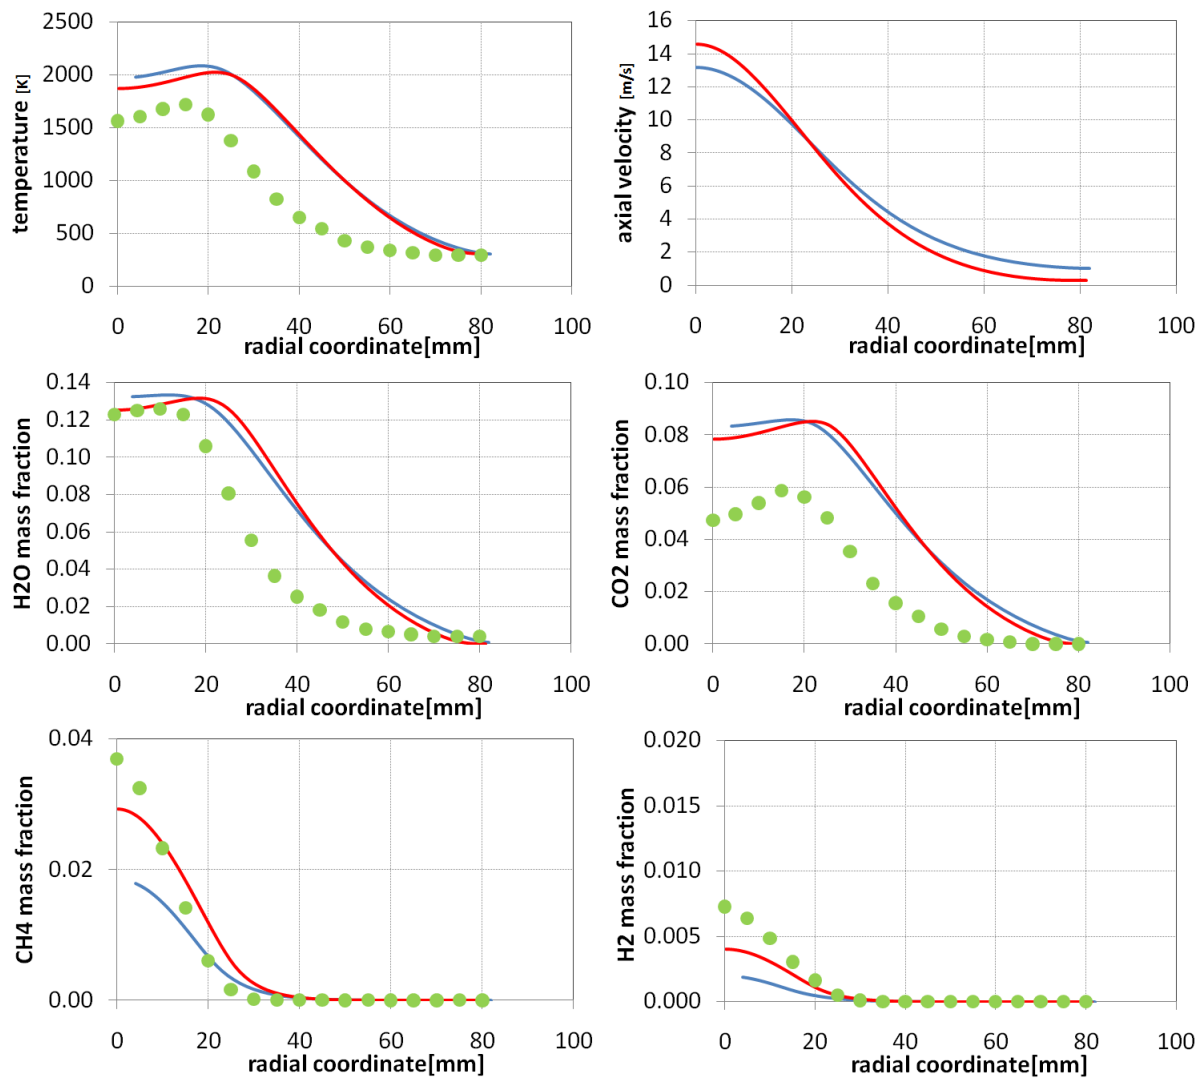 2500
2000
1500
1000
500
0
temperature [K]
0 20 40 60 80 100
radial coordinate[mm]
16
14
12
10
8
6
4
2
0
axial velocity [m/s]
0 20 40 60 80 100
radial coordinate[mm]
0.14
0.12
0.10
0.08
0.06
0.04
0.02
0.00
H2O mass fraction
0 20 40 60 80 100
radial coordinate[mm]
0.10
0.08
0.06
0.04
0.02
0.00
CO2 mass fraction
0 20 40 60 80 100
radial coordinate[mm]
0.04
0.02
0.00
CH4 mass fraction
0 20 40 60 80 100
radial coordinate[mm]
0.020
0.015
0.010
0.005
0.000
H2 mass fraction
0 20 40 60 80 100
radial coordinate[mm]